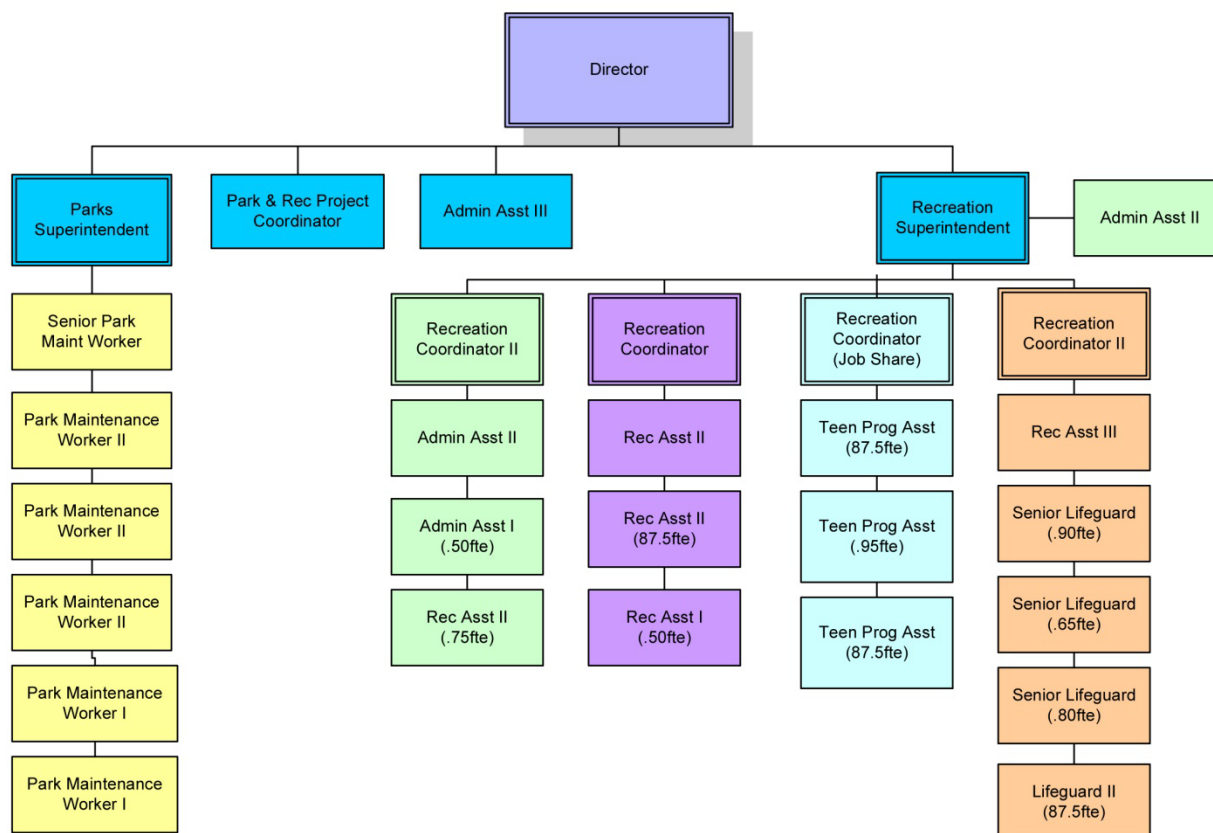 Director
Parks
Superintendent
Park & Rec Project
Coordinator
Admin Asst III
Recreation
Superintendent
Admin Asst II
Senior Park
Maint Worker
Park Maintenance
Worker II
Park Maintenance
Worker II
Park Maintenance
Worker II
Park Maintenance
Worker I
Park Maintenance
Worker I
Recreation
Coordinator II
Admin Asst II
Admin Asst I
(.50fte)
Rec Asst II
(.75fte)
Recreation
Coordinator
Rec Asst II
Rec Asst II
(87.5fte)
Rec Asst I
(.50fte)
Recreation
Coordinator
(Job Share)
Teen Prog Asst
(87.5fte)
Teen Prog Asst
(.95fte)
Teen Prog Asst
(87.5fte)
Recreation
Coordinator II
Rec Asst III
Senior Lifeguard
(.90fte)
Senior Lifeguard
(.65fte)
Senior Lifeguard
(.80fte)
Lifeguard II
(87.5fte)